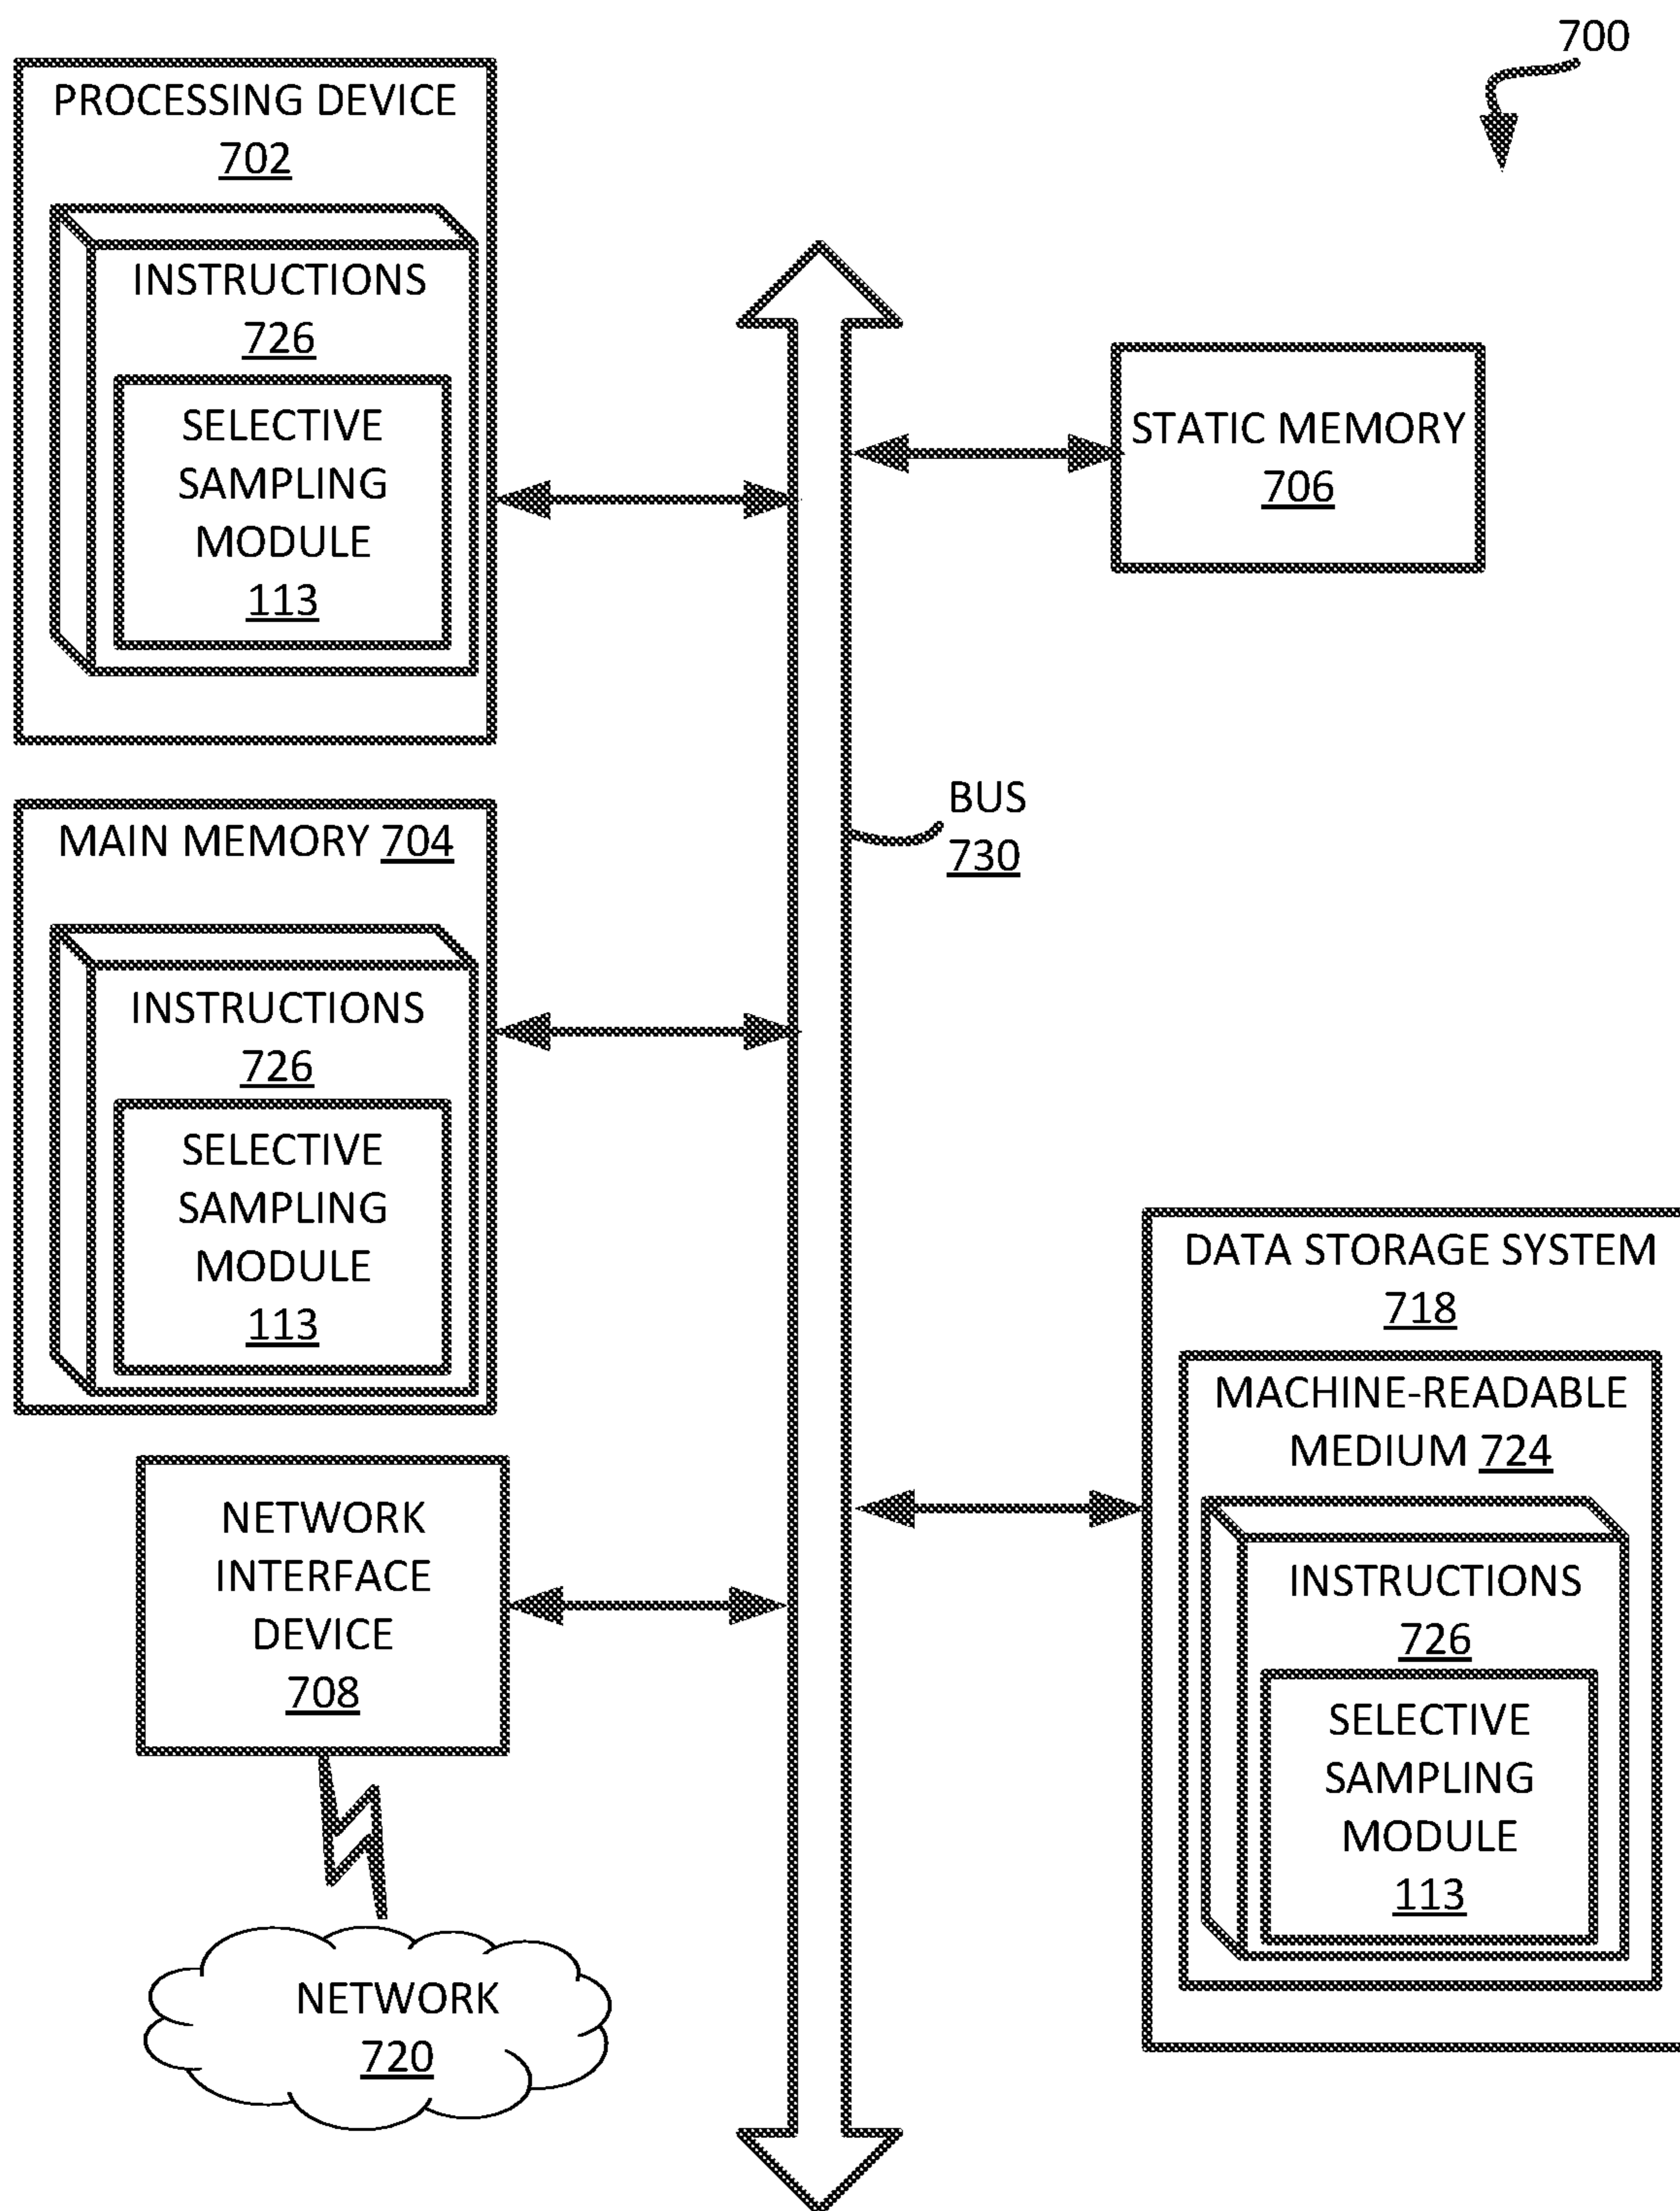 700
PROCESSING DEVICE
702
INSTRUCTIONS
726
SELECTIVE
SAMPLING
MODULE
113
STATIC MEMORY
706
BUS
730
MAIN MEMORY 704
INSTRUCTIONS
726
SELECTIVE
SAMPLING
MODULE
113
DATA STORAGE SYSTEM
718
MACHINE-READABLE
MEDIUM 724
INSTRUCTIONS
726
SELECTIVE
SAMPLING
MODULE
113
NETWORK
INTERFACE
DEVICE
708
NETWORK
720